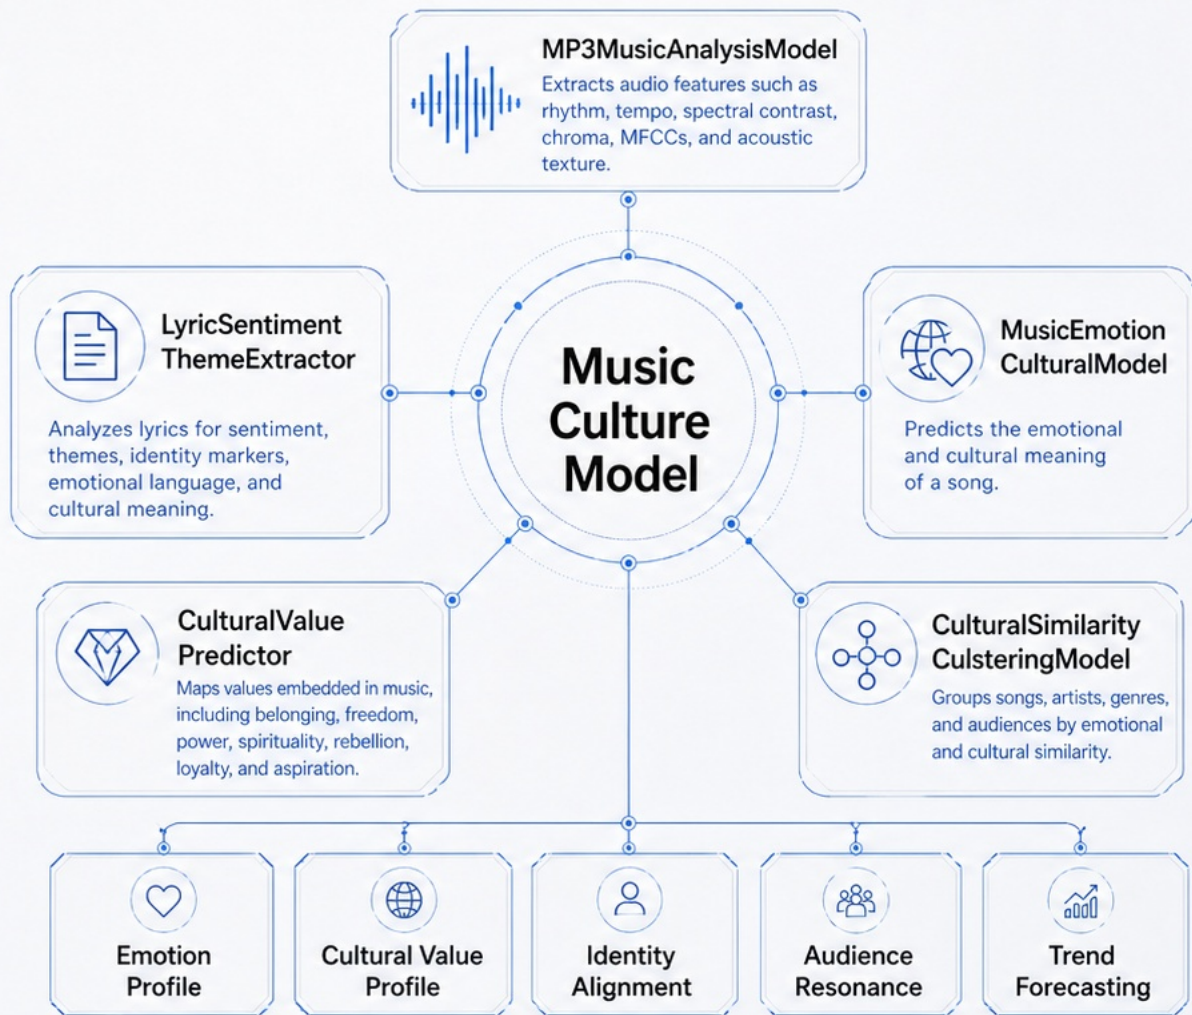 MP3MusicAnalysisModel
Extracts audio features such as
rhythm, tempo, spectral contrast,
chroma, MFCCs, and acoustic
texture.
LyricSentiment
ThemeExtractor
Analyzes lyrics for sentiment,
themes, identity markers,
emotional language, and
cultural meaning.
Music
Culture
Model
MusicEmotion
CulturalModel
Predicts the emotional
and cultural meaning
of a song.
CulturalValue
Predictor
Maps values embedded in music,
including belonging, freedom,
power, spirituality, rebellion,
loyalty, and aspiration.
CulturalSimilarity
CulsteringModel
Groups songs, artists, genres,
and audiences by emotional
and cultural similarity.
Emotion
Profile
Cultural Value
Profile
Identity
Alignment
Audience
Resonance
Trend
Forecasting